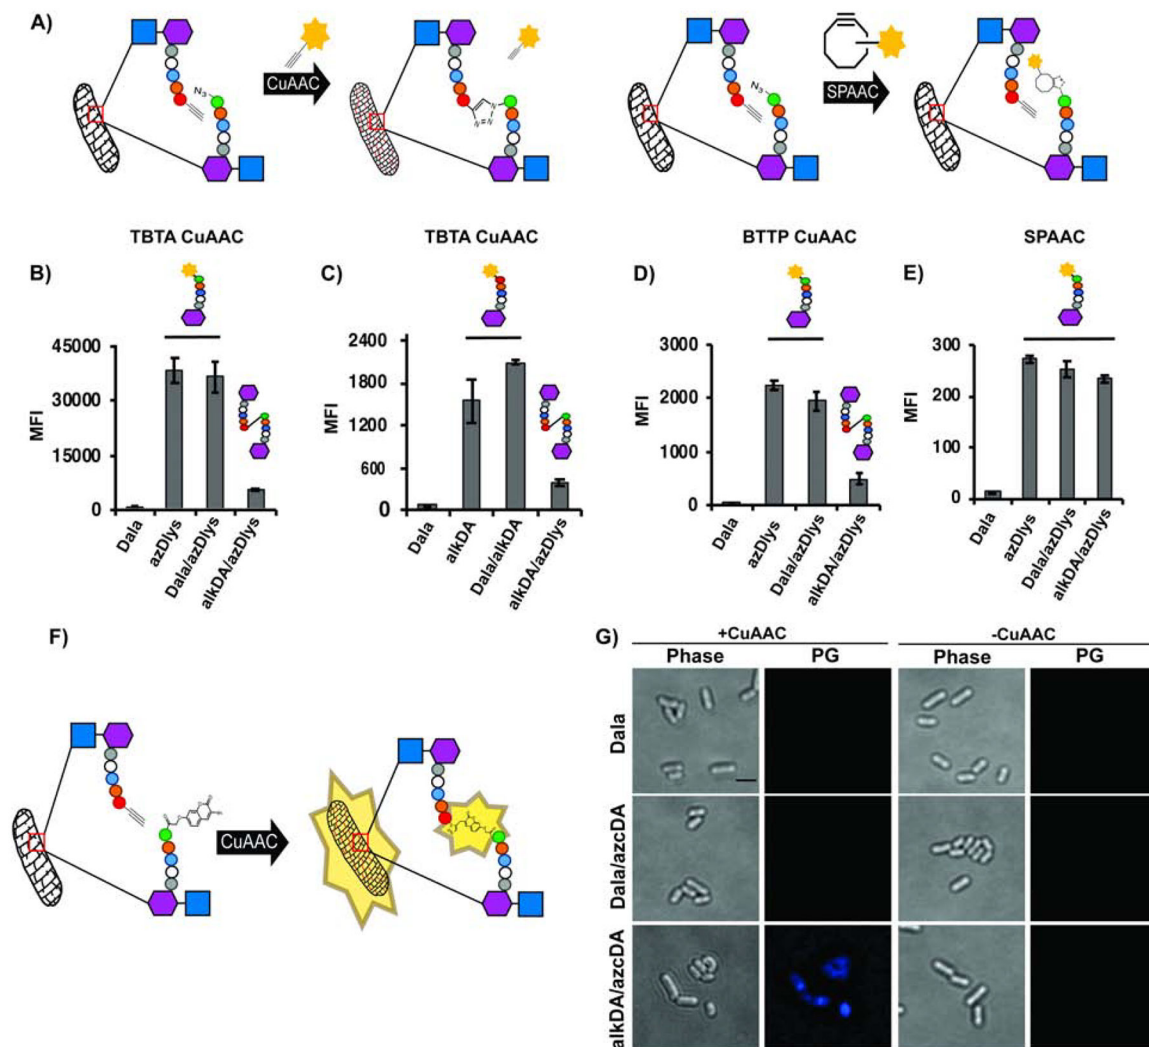 A)
CuAAC
SPAAC
N₃
N₃
N
N
N
TBTA CuAAC
TBTA CuAAC
BTTP CuAAC
SPAAC
B)
C)
D)
E)
45000
30000
15000
0
MFI
Dala
azDlys
Dala/azDlys
alkDA/azDlys
2400
1800
1200
600
0
MFI
Dala
alkDA
Dala/alkDA
alkDA/azDlys
3000
2000
1000
0
MFI
Dala
azDlys
Dala/azDlys
alkDA/azDlys
300
200
100
0
MFI
Dala
azDlys
Dala/azDlys
alkDA/azDlys
F)
CuAAC
G)
+CuAAC
-CuAAC
Phase
PG
Phase
PG
Dala
Dala/azcDA
alkDA/azcDA